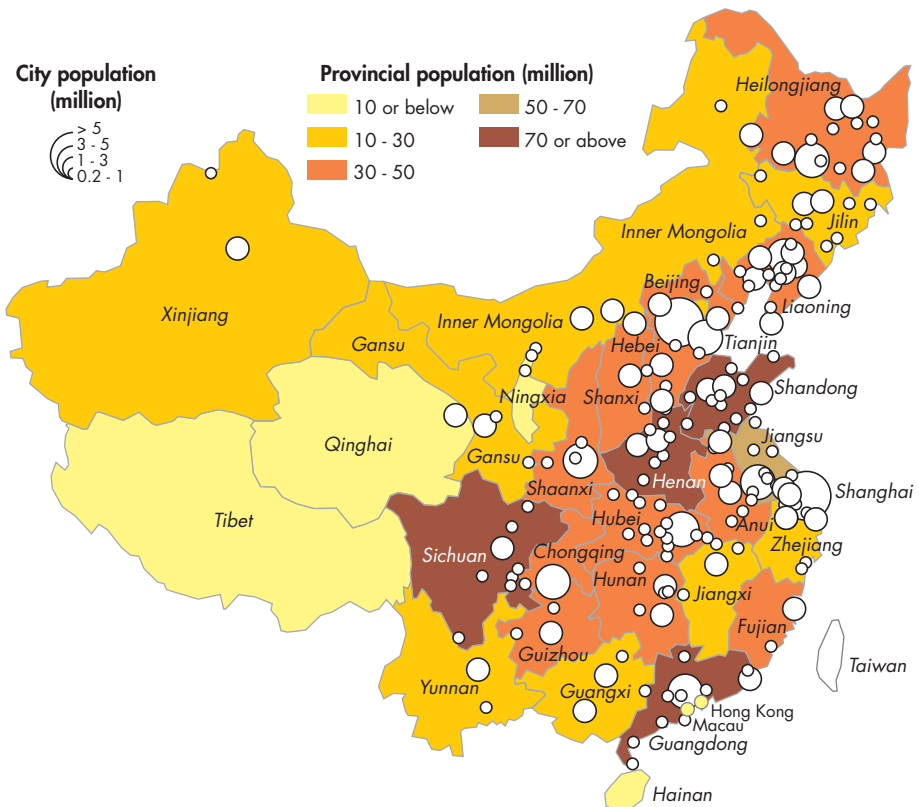 City population
(million)
> 5
3 - 5
1 - 3
0.2 - 1
Provincial population (million)
10 or below
10 - 30
30 - 50
50 - 70
70 or above
Heilongjiang
Jilin
Inner Mongolia
Liaoning
Beijing
Xinjiang
Gansu
Inner Mongolia
Tianjin
Hebei
Ningxia
Shanxi
Shandong
Qinghai
Gansu
Jiangsu
Shaanxi
Henan
Shanghai
Tibet
Hubei
Anui
Zhejiang
Sichuan
Chongqing
Hunan
Jiangxi
Fujian
Guizhou
Taiwan
Yunnan
Guangxi
Hong Kong
Macau
Guangdong
Hainan